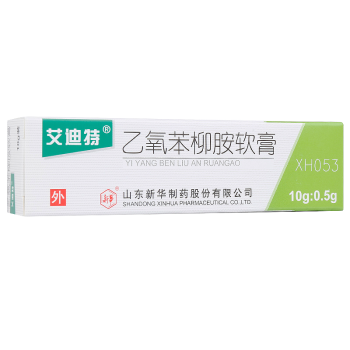 艾迪特®
乙氧苯柳胺软膏
YI YANG BEN LIU AN RUANGAO
XH053
外
新华
山东新华制药股份有限公司
SHANDONG XINHUA PHARMACEUTICAL CO.,LTD
10g:0.5g